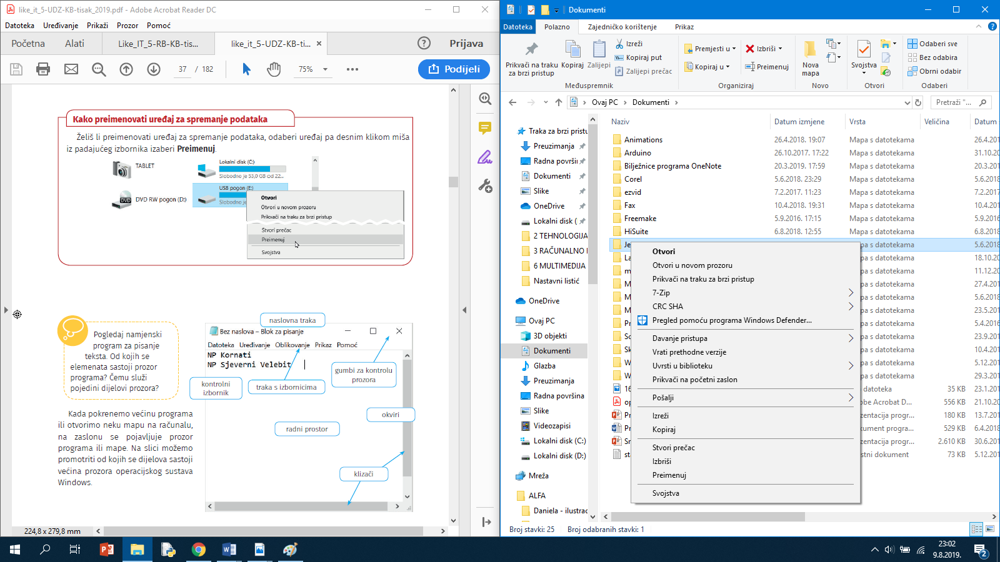 like_it_5-UDZ-KB-tisak_2019.pdf - Adobe Acrobat Reader DC
Datoteka Uređivanje Prikaži Prozor Pomoć
Početna Alati Like_IT_5-RB-KB-tis... like_it_5-UDZ-KB-ti... Prijava
37 / 182 75% Podijeli
Kako preimenovati uređaj za spremanje podataka
Želiš li preimenovati uređaj za spremanje podataka, odaberi uređaj pa desnim klikom miša
iz padajućeg izbornika izaberi Preimenuj.
TABLET
Lokalni disk (C:)
Slobodno je 53,0 GB od 22...
DVD RW pogon (D:)
USB pogon (E:)
Slobodno je
Otvori
Otvori u novom prozoru
Prikvači na traku za brzi pristup
Stvori prečac
Preimenuj
Svojstva
Pogledaj namjenski
program za pisanje
teksta. Od kojih se
elemenata sastoji prozor
programa? Čemu služi
pojedini dijelovi prozora?
Kada pokrenemo većinu programa
ili otvorimo neku mapu na računalu,
na zaslonu se pojavljuje prozor
programa ili mape. Na slici možemo
promotriti od kojih se dijelova sastoji
većina prozora operacijskog sustava
Windows.
naslovna traka
Bez naslova – Blok za pisanje
Datoteka Uređivanje Oblikovanje Prikaz Pomoć
NP Kornati
NP Sjeverni Velebit
gumbi za kontrolu
prozora
kontrolni
izbornik
traka s izbornicima
okviri
radni prostor
klizači
224,8 x 279,8 mm
Dokumenti
Datoteka Polazno Zajedničko korištenje Prikaz
Prikvači na traku
za brzi pristup
Kopiraj
Zalijepi
Izreži
Kopiraj put
Zalijepi prečac
Međuspremnik
Premjesti u
Kopiraj u
Izbriši
Preimenuj
Organiziraj
Nova
mapa
Novo
Svojstva
Otvori
Odaberi sve
Bez odabira
Obrni odabir
Odaberi
Ovaj PC > Dokumenti >
Pretraži "...
Traka za brzi pristu
Preuzimanja
Radna površin
Dokumenti
Slike
OneDrive
Lokalni disk (
2 TEHNOLOGIJA
3 RAČUNALNO
6 MULTIMEDIJA
Nastavni listić
OneDrive
Ovaj PC
3D objekti
Dokumenti
Glazba
Preuzimanja
Radna površina
Slike
Videozapisi
Lokalni disk (C:)
Lokalni disk (D:)
Mreža
ALFA
Daniela - ilustrac
Naziv Datum izmjene Vrsta Veličina Datum
Animations 26.4.2018. 19:07 Mapa s datotekama 26.4.201
Arduino 26.10.2017. 17:22 Mapa s datotekama 31.10.20
Bilježnice programa OneNote 20.3.2019. 17:59 Mapa s datotekama 20.3.201
Corel 5.6.2018. 23:29 Mapa s datotekama 5.6.2018
ezvid 7.2.2017. 11:23 Mapa s datotekama 7.2.2017
Fax 10.4.2018. 19:31 Mapa s datotekama 10.4.201
Freemake 5.9.2016. 17:15 Mapa s datotekama 5.9.2016
HiSuite 6.8.2018. 12:55 Mapa s datotekama 6.8.2018
Je pa s datotekama 5.6.2018
La pa s datotekama 18.10.20
m pa s datotekama 11.12.20
M pa s datotekama 27.4.201
M pa s datotekama 5.6.2018
M pa s datotekama 23.5.201
Pr pa s datotekama 5.4.2016
So pa s datotekama 23.9.201
Sk pa s datotekama 10.4.201
W pa s datotekama 5.12.201
W pa s datotekama 29.3.201
16 datoteka 35 KB 23.1.201
op be Acrobat D... 556 KB 21.10.20
Pr zentacija progr... 180 KB 13.7.201
Pr kument progra... 529 KB 6.4.2018
Sr zentacija progr... 2.610 KB 30.6.201
st stni dokument 73 KB 5.12.201
Otvori
Otvori u novom prozoru
Prikvači na traku za brzi pristup
7-Zip
CRC SHA
Pregled pomoću programa Windows Defender...
Davanje pristupa
Vrati prethodne verzije
Uvrsti u biblioteku
Prikvači na početni zaslon
Pošalji
Izreži
Kopiraj
Stvori prečac
Izbriši
Preimenuj
Svojstva
Broj stavki: 25 Broj odabranih stavki: 1
23:02
9.8.2019.
2